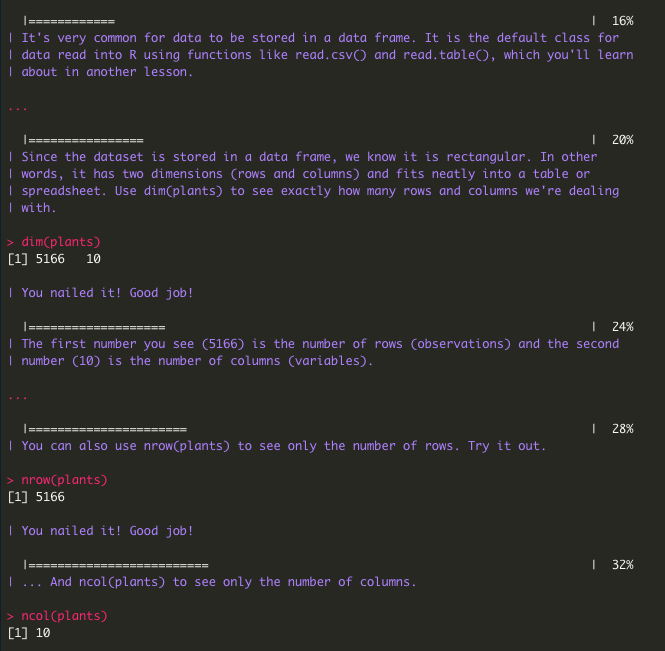 |============ | 16%
| It's very common for data to be stored in a data frame. It is the default class for
| data read into R using functions like read.csv() and read.table(), which you'll learn
| about in another lesson.
...
|================ | 20%
| Since the dataset is stored in a data frame, we know it is rectangular. In other
| words, it has two dimensions (rows and columns) and fits neatly into a table or
| spreadsheet. Use dim(plants) to see exactly how many rows and columns we're dealing
| with.
> dim(plants)
[1] 5166   10
| You nailed it! Good job!
|=================== | 24%
| The first number you see (5166) is the number of rows (observations) and the second
| number (10) is the number of columns (variables).
...
|====================== | 28%
| You can also use nrow(plants) to see only the number of rows. Try it out.
> nrow(plants)
[1] 5166
| You nailed it! Good job!
|========================= | 32%
| ... And ncol(plants) to see only the number of columns.
> ncol(plants)
[1] 10